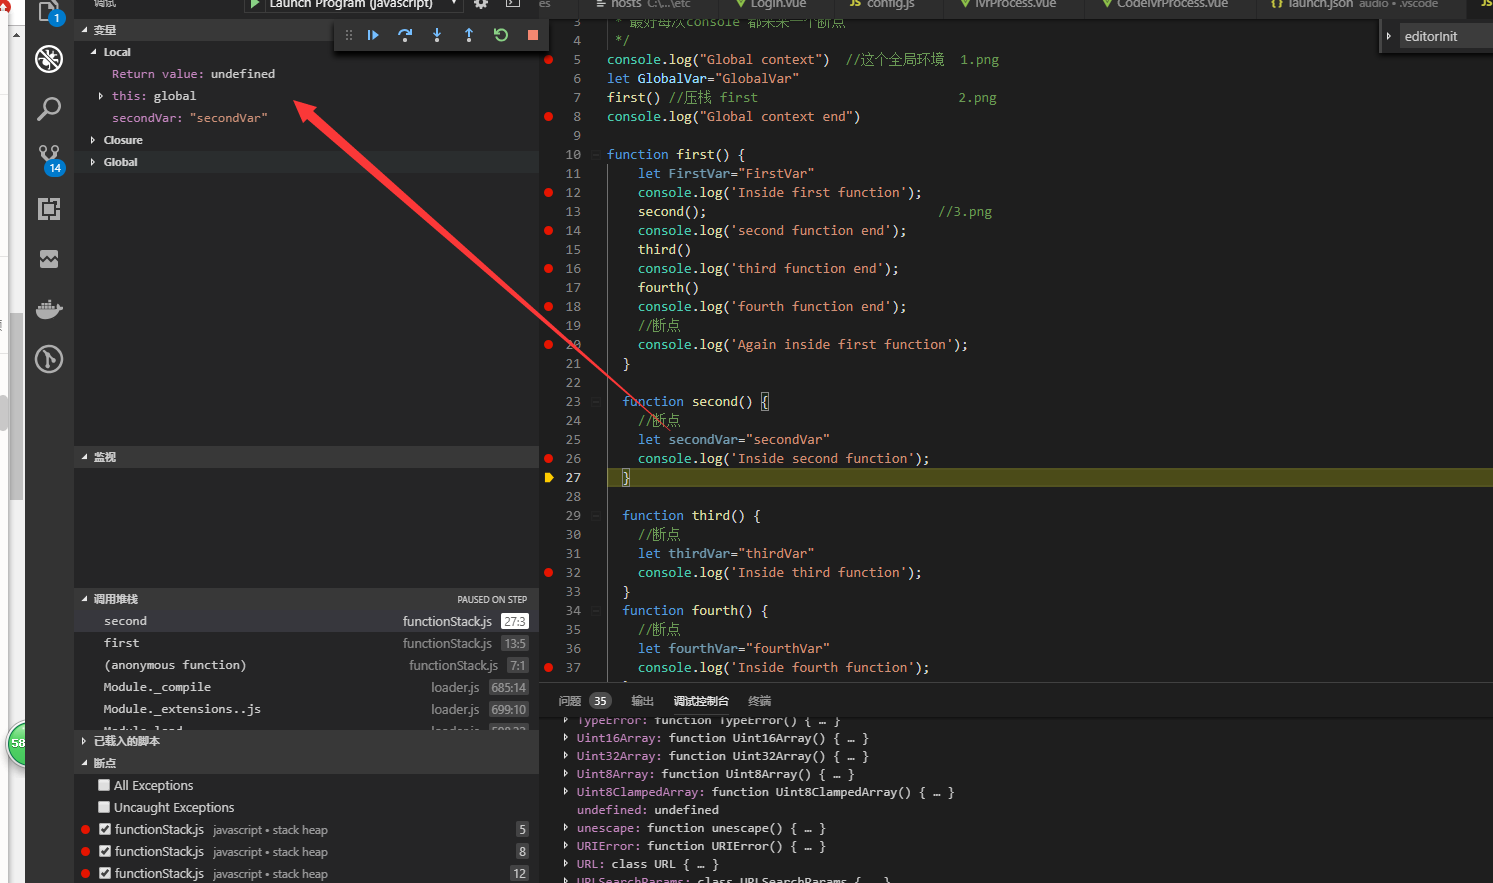 调试
Launch Program (javascript)
es
hosts C:\...\etc
Login.vue
JS config.js
IvrProcess.vue
CodeIvrProcess.vue
{} launch.json audio • .vscode
JS
1
变量
Local
Return value: undefined
this: global
secondVar: "secondVar"
Closure
Global
14
监视
调用堆栈 PAUSED ON STEP
second functionStack.js 27:3
first functionStack.js 13:5
(anonymous function) functionStack.js 7:1
Module._compile loader.js 685:14
Module._extensions..js loader.js 699:10
已载入的脚本
断点
All Exceptions
Uncaught Exceptions
functionStack.js javascript • stack heap 5
functionStack.js javascript • stack heap 8
functionStack.js javascript • stack heap 12
58
editorInit
3 * 最好每次console 都来一个断点
4 */
5 console.log("Global context") //这个全局环境 1.png
6 let GlobalVar="GlobalVar"
7 first() //压栈 first 2.png
8 console.log("Global context end")
9
10 function first() {
11 let FirstVar="FirstVar"
12 console.log('Inside first function');
13 second(); //3.png
14 console.log('second function end');
15 third()
16 console.log('third function end');
17 fourth()
18 console.log('fourth function end');
19 //断点
20 console.log('Again inside first function');
21 }
22
23 function second() {
24 //断点
25 let secondVar="secondVar"
26 console.log('Inside second function');
27 }
28
29 function third() {
30 //断点
31 let thirdVar="thirdVar"
32 console.log('Inside third function');
33 }
34 function fourth() {
35 //断点
36 let fourthVar="fourthVar"
37 console.log('Inside fourth function');
问题 35 输出 调试控制台 终端
TypeError: function TypeError() { … }
Uint16Array: function Uint16Array() { … }
Uint32Array: function Uint32Array() { … }
Uint8Array: function Uint8Array() { … }
Uint8ClampedArray: function Uint8ClampedArray() { … }
undefined: undefined
unescape: function unescape() { … }
URIError: function URIError() { … }
URL: class URL { … }
URLSearchParams: class URLSearchParams { … }